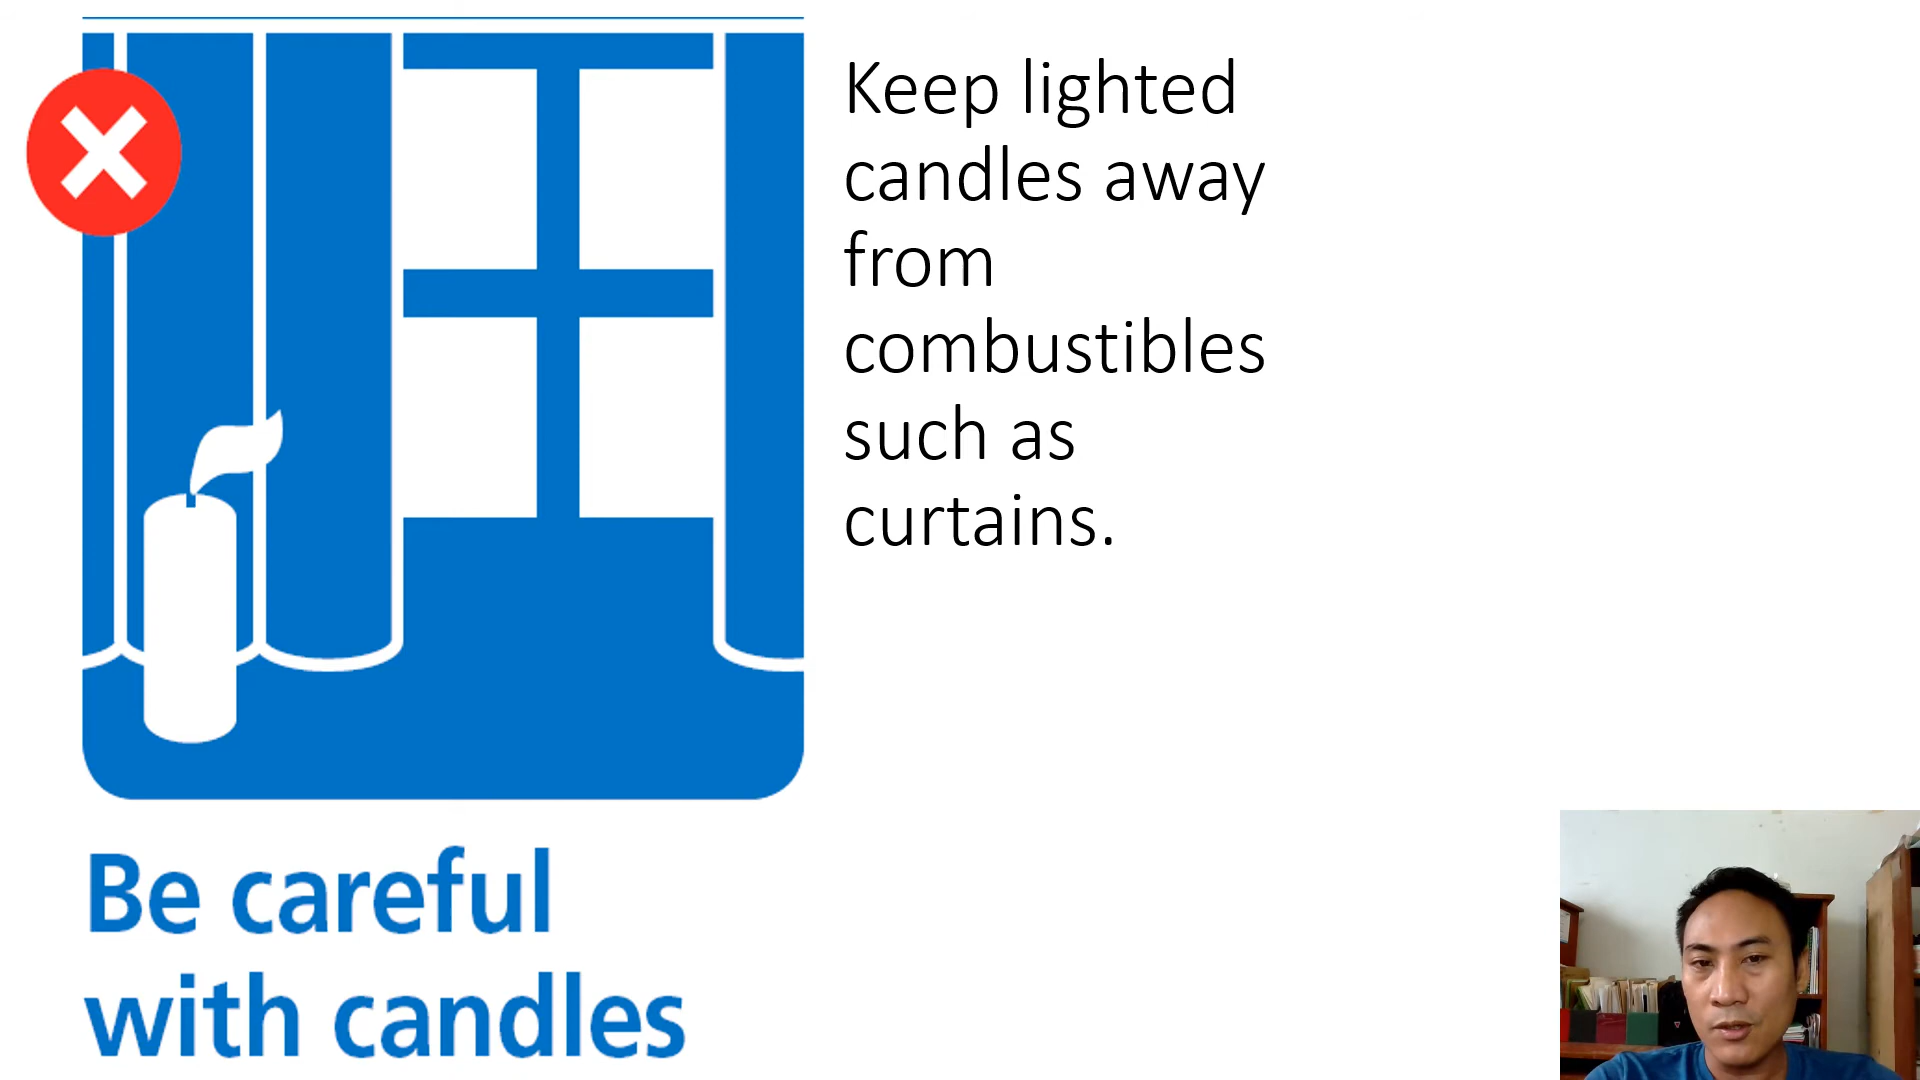 Keep lighted
candles away
from
combustibles
such as
curtains.
Be careful
with candles